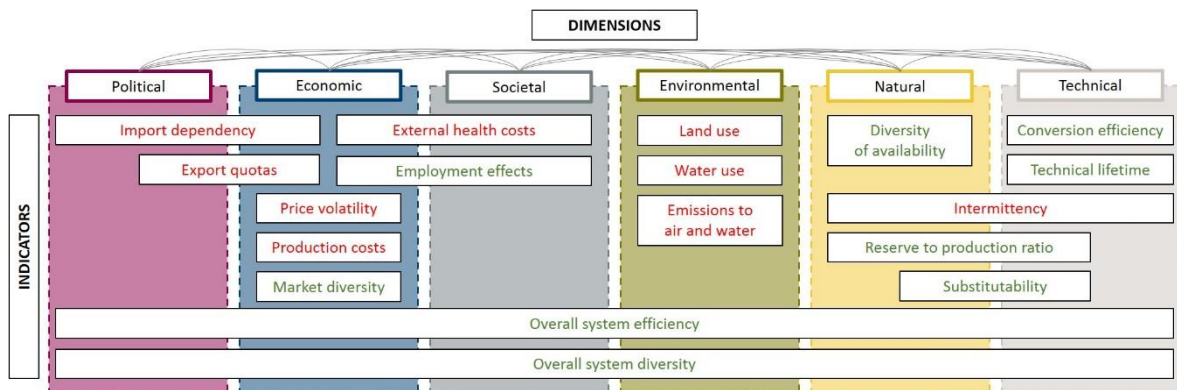 DIMENSIONS
Political
Economic
Societal
Environmental
Natural
Technical
INDICATORS
Import dependency
External health costs
Land use
Diversity
of availability
Conversion efficiency
Export quotas
Employment effects
Water use
Technical lifetime
Price volatility
Emissions to
air and water
Intermittency
Production costs
Reserve to production ratio
Market diversity
Substitutability
Overall system efficiency
Overall system diversity